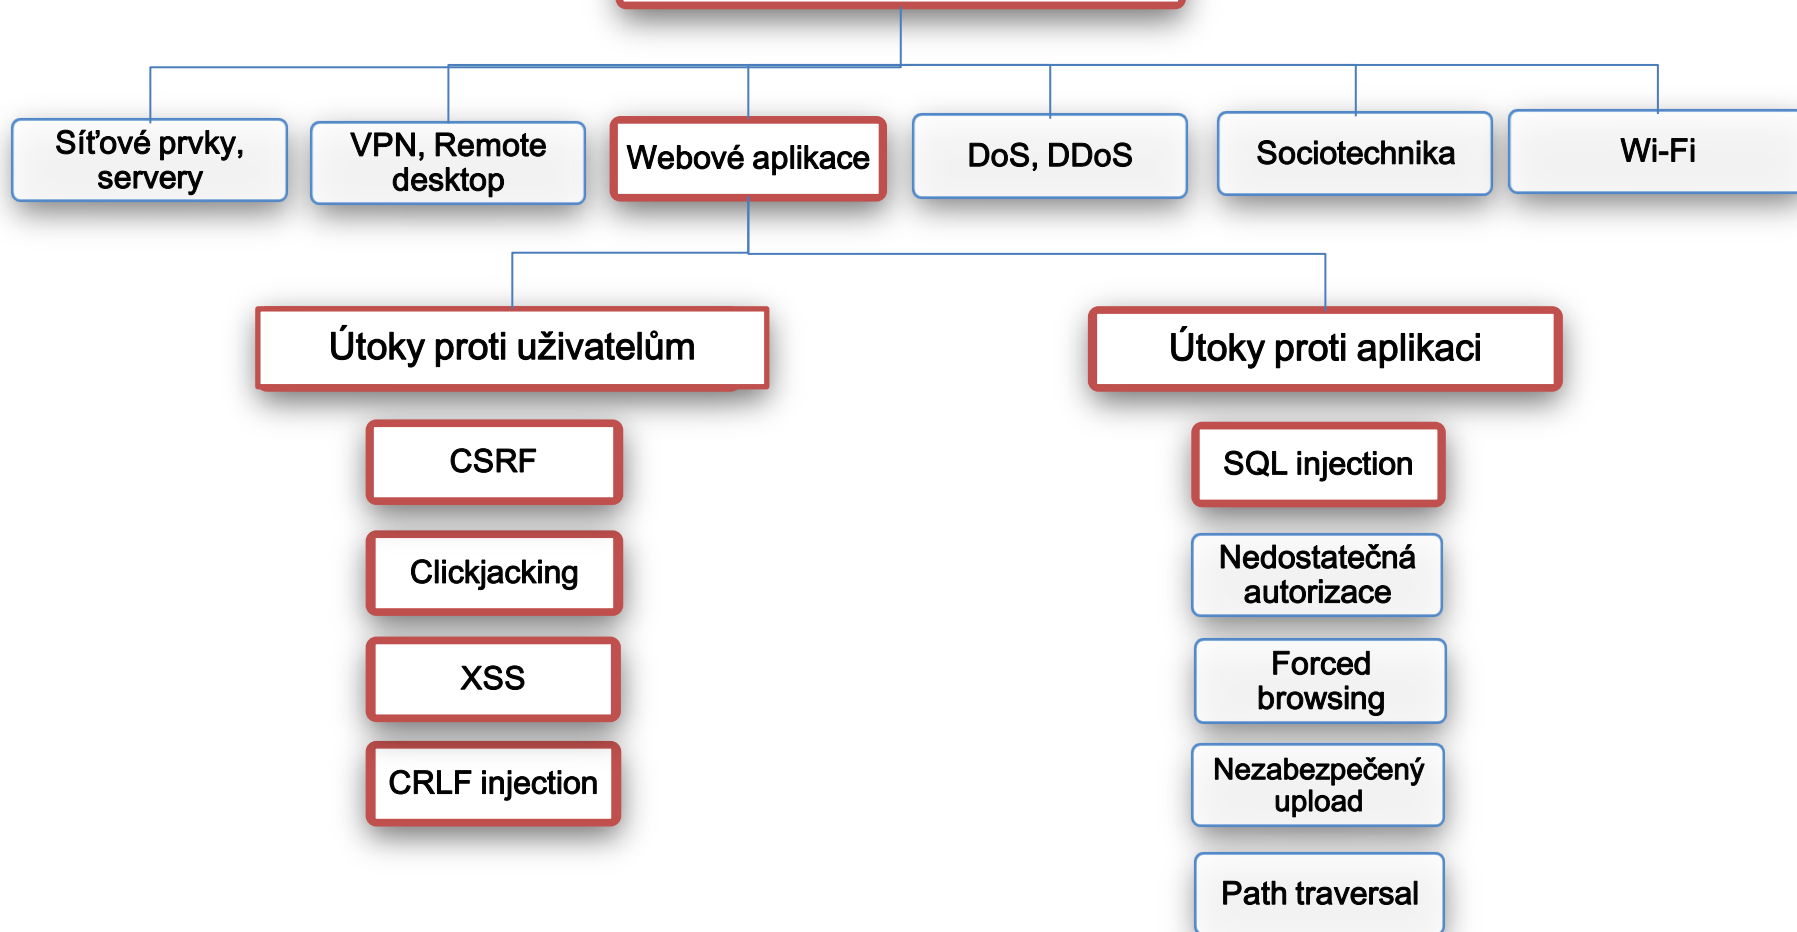 Síťové prvky,
servery
VPN, Remote
desktop
Webové aplikace
DoS, DDoS
Sociotechnika
Wi-Fi
Útoky proti uživatelům
Útoky proti aplikaci
CSRF
Clickjacking
XSS
CRLF injection
SQL injection
Nedostatečná
autorizace
Forced
browsing
Nezabezpečený
upload
Path traversal